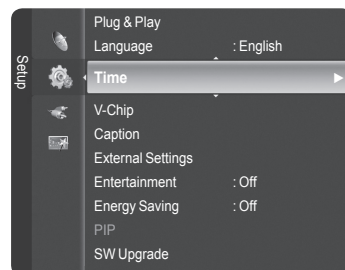 Setup
Plug & Play
Language : English
Time
V-Chip
Caption
External Settings
Entertainment : Off
Energy Saving : Off
PIP
SW Upgrade